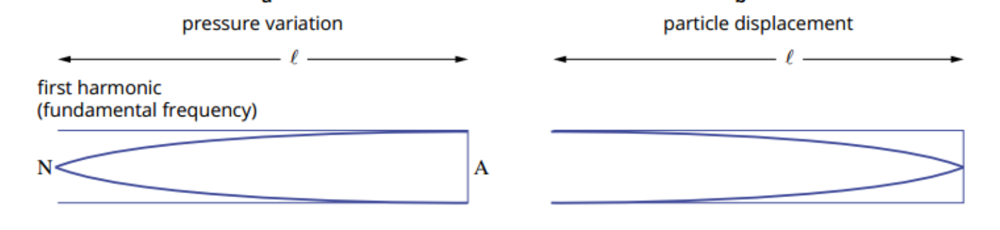 a
b
pressure variation
particle displacement
ℓ
ℓ
first harmonic
(fundamental frequency)
N
A